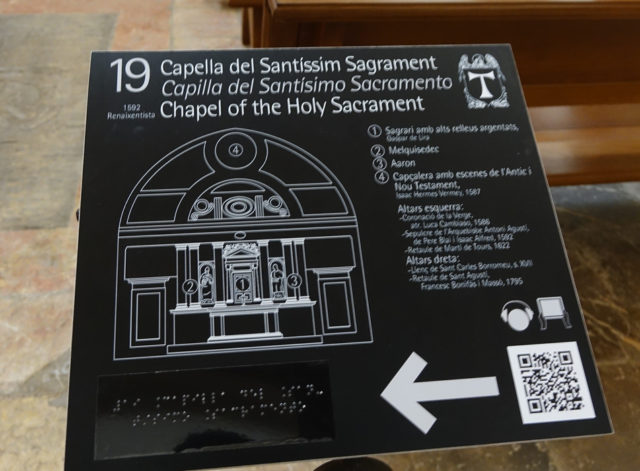 19
1592
Renaixentista
Capella del Santíssim Sagrament
Capilla del Santísimo Sacramento
Chapel of the Holy Sacrament
T
① Sagrari amb alts relleus argentats,
Gaspar de Lira
② Melquisedec
③ Aaron
④ Capçalera amb escenes de l'Antic i
Nou Testament,
Isaac Hermes Vermey, 1587
Altars esquerra:
-Coronació de la Verge,
atr. Luca Cambiaso, 1586
-Sepulcre de l'Arquebisbe Antoni Agustí,
de Pere Blai i Isaac Alfred, 1592
-Retaule de Martí de Tours, 1622
Altars dreta:
-Llenç de Sant Carles Borromeu, s. XVII
-Retaule de Sant Agustí,
Francesc Bonifàs i Massó, 1795
④
②
①
③